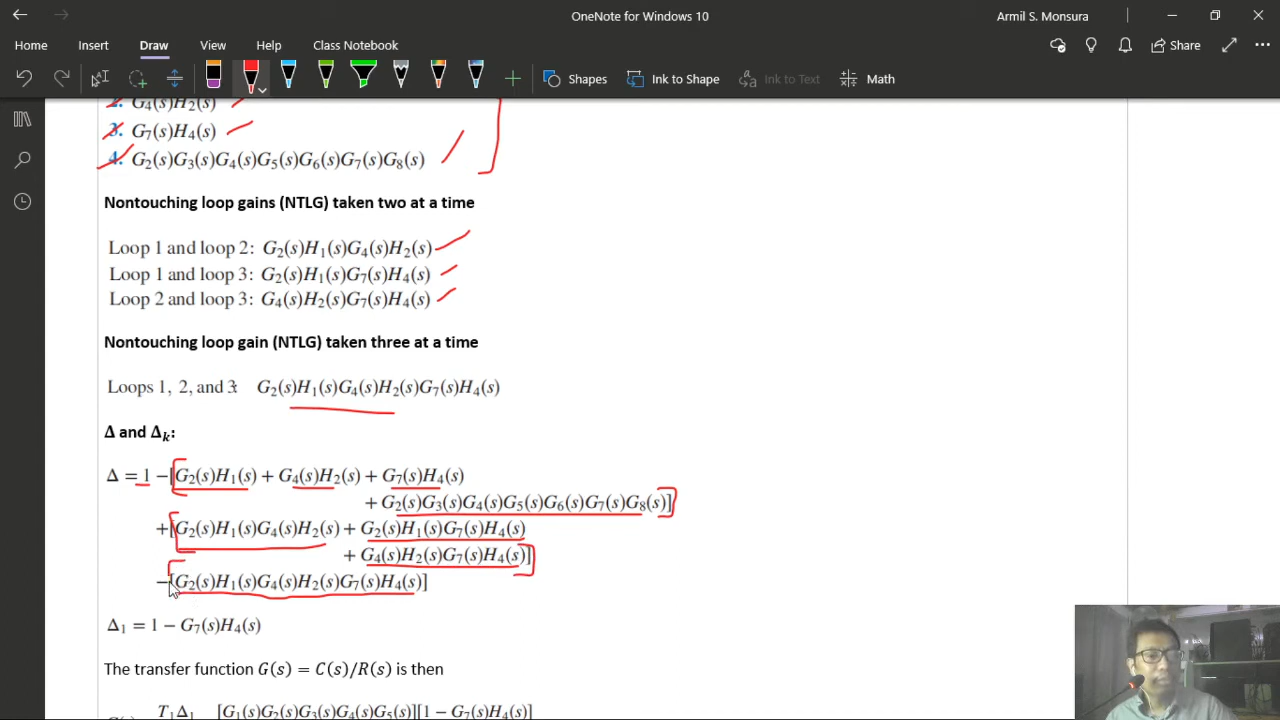 OneNote for Windows 10
Armil S. Monsura
Home Insert Draw View Help Class Notebook
Share
Shapes Ink to Shape Ink to Text Math
2. G₄(s)H₂(s)
3. G₇(s)H₄(s)
4. G₂(s)G₃(s)G₄(s)G₅(s)G₆(s)G₇(s)G₈(s)
Nontouching loop gains (NTLG) taken two at a time
Loop 1 and loop 2: G₂(s)H₁(s)G₄(s)H₂(s)
Loop 1 and loop 3: G₂(s)H₁(s)G₇(s)H₄(s)
Loop 2 and loop 3: G₄(s)H₂(s)G₇(s)H₄(s)
Nontouching loop gain (NTLG) taken three at a time
Loops 1, 2, and 3: G₂(s)H₁(s)G₄(s)H₂(s)G₇(s)H₄(s)
Δ and Δₖ:
Δ = 1 −[G₂(s)H₁(s) + G₄(s)H₂(s) + G₇(s)H₄(s)
+ G₂(s)G₃(s)G₄(s)G₅(s)G₆(s)G₇(s)G₈(s)]
+[G₂(s)H₁(s)G₄(s)H₂(s) + G₂(s)H₁(s)G₇(s)H₄(s)
+ G₄(s)H₂(s)G₇(s)H₄(s)]
−[G₂(s)H₁(s)G₄(s)H₂(s)G₇(s)H₄(s)]
Δ₁ = 1 − G₇(s)H₄(s)
The transfer function G(s) = C(s)/R(s) is then
T₁Δ₁ [G₁(s)G₂(s)G₃(s)G₄(s)G₅(s)][1 − G₇(s)H₄(s)]